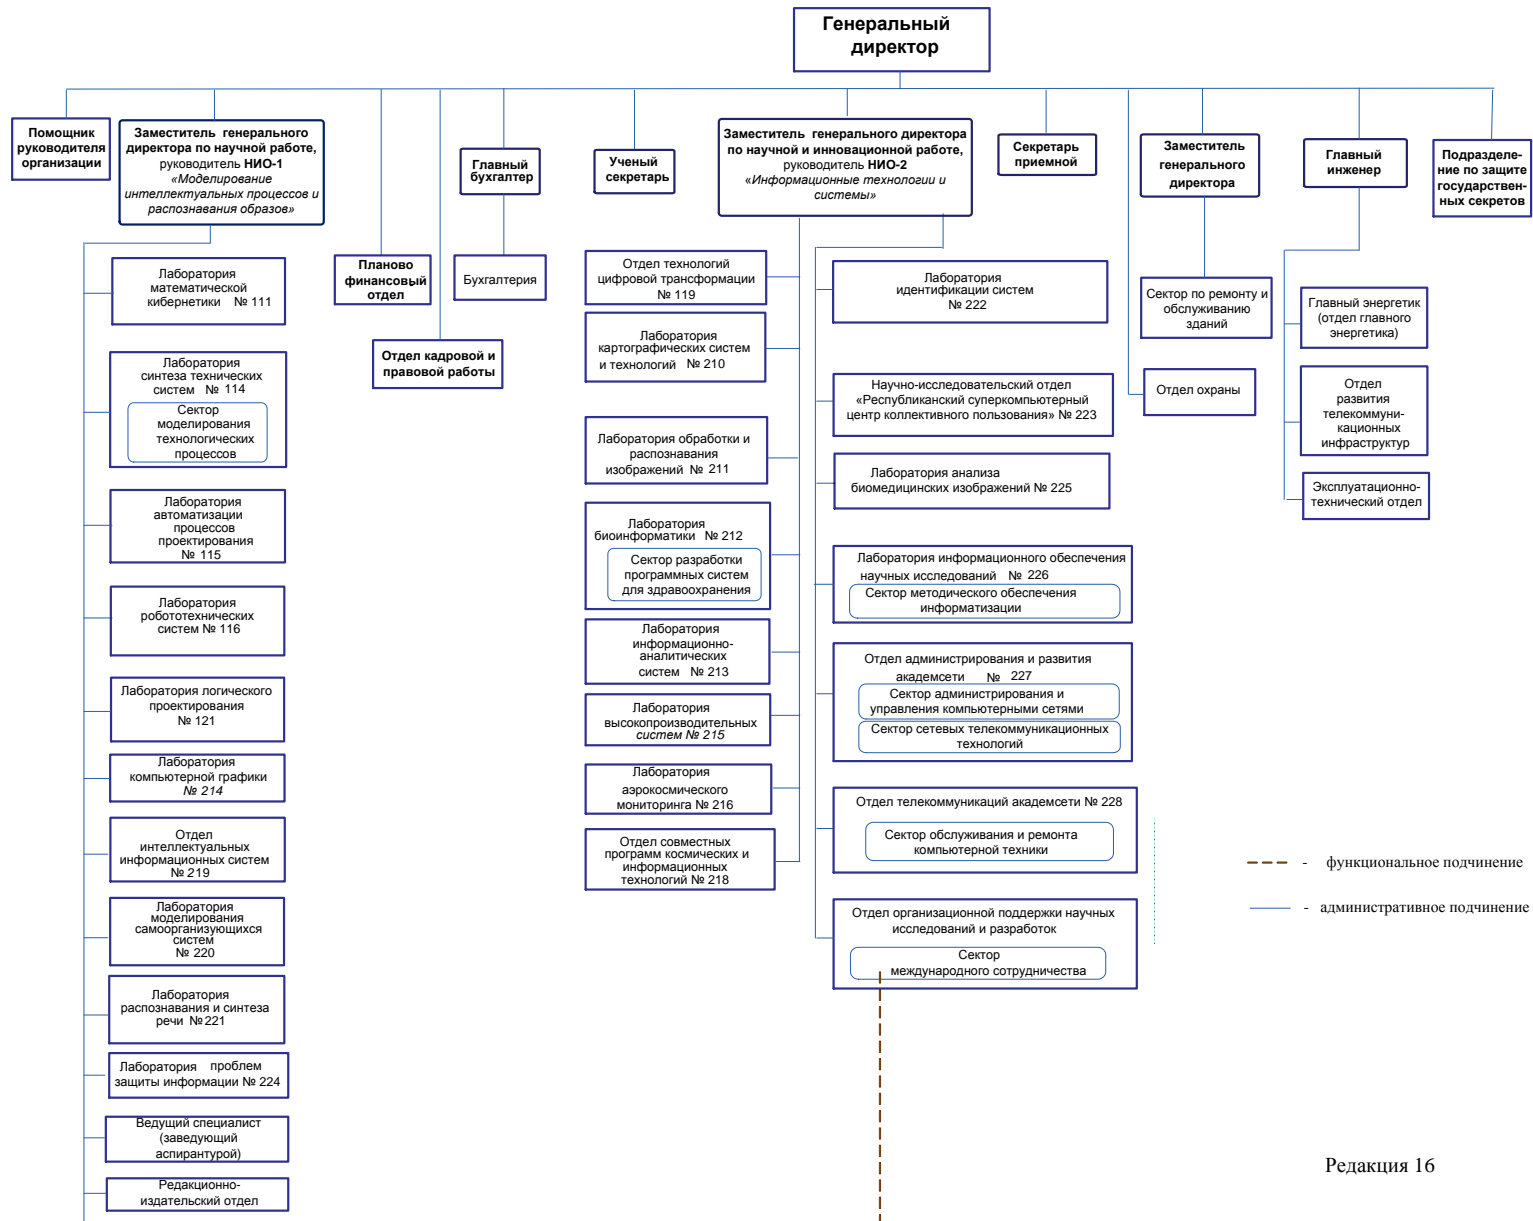 Генеральный
директор
Помощник
руководителя
организации
Заместитель генерального
директора по научной работе,
руководитель НИО-1
«Моделирование
интеллектуальных процессов и
распознавания образов»
Главный
бухгалтер
Ученый
секретарь
Заместитель генерального директора
по научной и инновационной работе,
руководитель НИО-2
«Информационные технологии и
системы»
Секретарь
приемной
Заместитель
генерального
директора
Главный
инженер
Подразделе-
ние по защите
государствен-
ных секретов
Планово
финансовый
отдел
Бухгалтерия
Отдел кадровой и
правовой работы
Лаборатория
математической
кибернетики № 111
Лаборатория
синтеза технических
систем № 114
Сектор
моделирования
технологических
процессов
Лаборатория
автоматизации
процессов
проектирования
№ 115
Лаборатория
робототехнических
систем № 116
Лаборатория логического
проектирования
№ 121
Лаборатория
компьютерной графики
№ 214
Отдел
интеллектуальных
информационных систем
№ 219
Лаборатория
моделирования
самоорганизующихся
систем
№ 220
Лаборатория
распознавания и синтеза
речи № 221
Лаборатория проблем
защиты информации № 224
Ведущий специалист
(заведующий
аспирантурой)
Редакционно-
издательский отдел
Отдел технологий
цифровой трансформации
№ 119
Лаборатория
картографических систем
и технологий № 210
Лаборатория обработки и
распознавания
изображений № 211
Лаборатория
биоинформатики № 212
Сектор разработки
программных систем
для здравоохранения
Лаборатория
информационно-
аналитических
систем № 213
Лаборатория
высокопроизводительных
систем № 215
Лаборатория
аэрокосмического
мониторинга № 216
Отдел совместных
программ космических и
информационных
технологий № 218
Лаборатория
идентификации систем
№ 222
Научно-исследовательский отдел
«Республиканский суперкомпьютерный
центр коллективного пользования» № 223
Лаборатория анализа
биомедицинских изображений № 225
Лаборатория информационного обеспечения
научных исследований № 226
Сектор методического обеспечения
информатизации
Отдел администрирования и развития
академсети № 227
Сектор администрирования и
управления компьютерными сетями
Сектор сетевых телекоммуникационных
технологий
Отдел телекоммуникаций академсети № 228
Сектор обслуживания и ремонта
компьютерной техники
Отдел организационной поддержки научных
исследований и разработок
Сектор
международного сотрудничества
Сектор по ремонту и
обслуживанию
зданий
Отдел охраны
Главный энергетик
(отдел главного
энергетика)
Отдел
развития
телекоммуни-
кационных
инфраструктур
Эксплуатационно-
технический отдел
- функциональное подчинение
- административное подчинение
Редакция 16